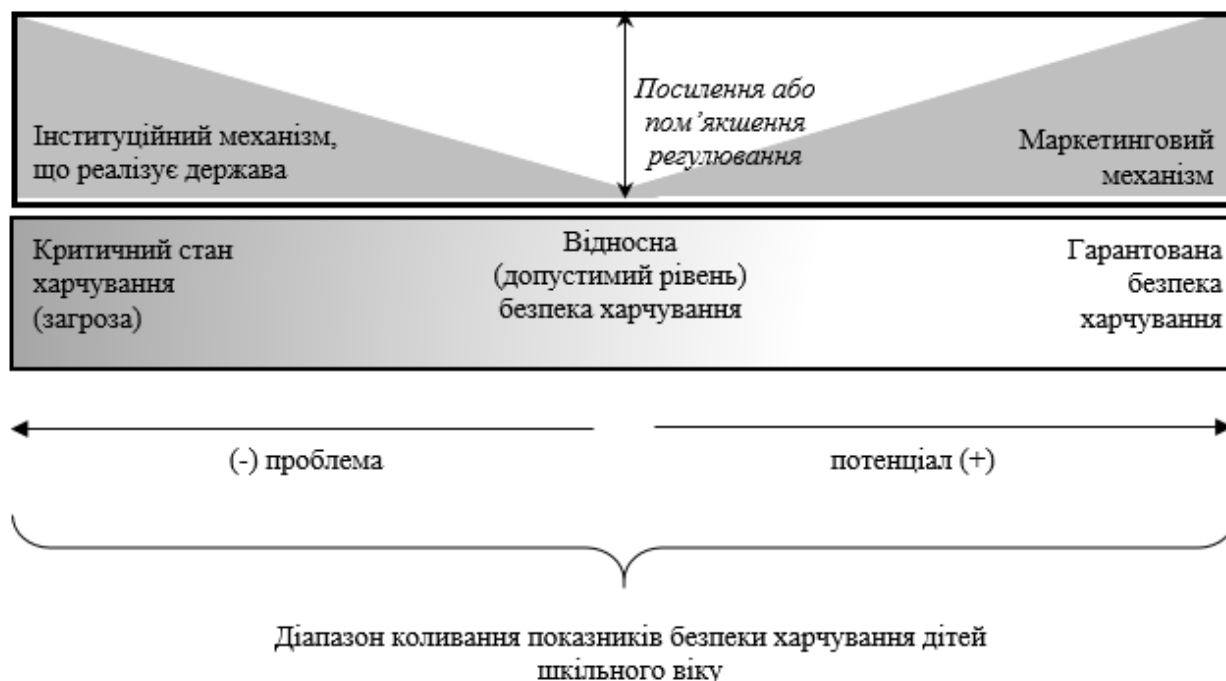 Посилення або
пом’якшення
регулювання
Інституційний механізм,
що реалізує держава
Маркетинговий
механізм
Критичний стан
харчування
(загроза)
Відносна
(допустимий рівень)
безпека харчування
Гарантована
безпека
харчування
(-) проблема
потенціал (+)
Діапазон коливання показників безпеки харчування дітей
шкільного віку